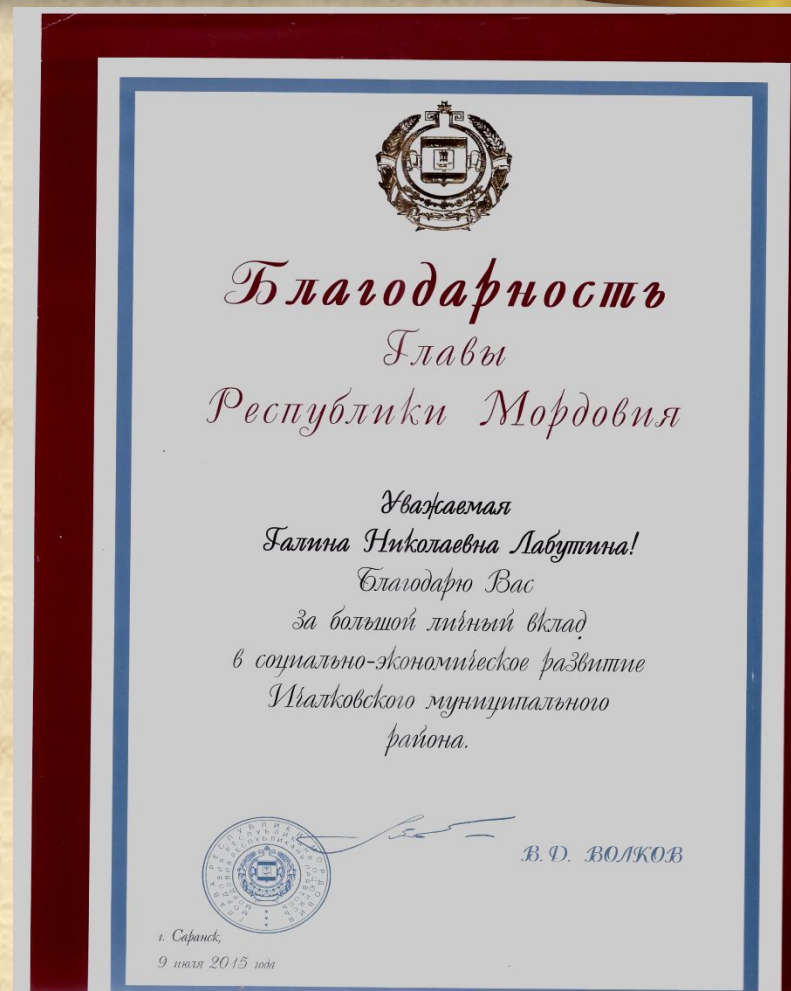 Благодарность
Главы
Республики Мордовия
Уважаемая
Галина Николаевна Лабутина!
Благодарю Вас
за большой личный вклад
в социально-экономическое развитие
Ичалковского муниципального
района.
В.Д. ВОЛКОВ
г. Саранск,
9 июля 2015 года